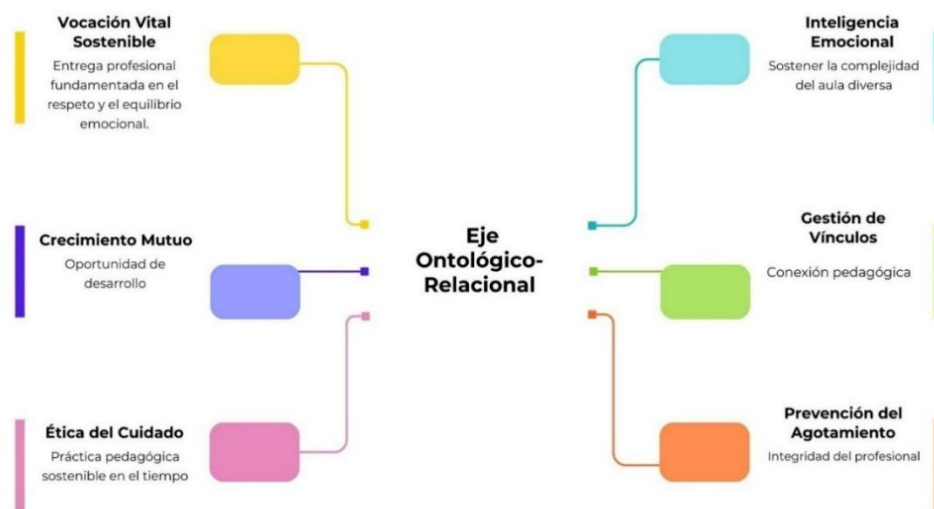 Vocación Vital
Sostenible
Entrega profesional
fundamentada en el
respeto y el equilibrio
emocional.
Crecimiento Mutuo
Oportunidad de
desarrollo
Ética del Cuidado
Práctica pedagógica
sostenible en el tiempo
Eje
Ontológico-
Relacional
Inteligencia
Emocional
Sostener la complejidad
del aula diversa
Gestión de
Vínculos
Conexión pedagógica
Prevención del
Agotamiento
Integridad del profesional